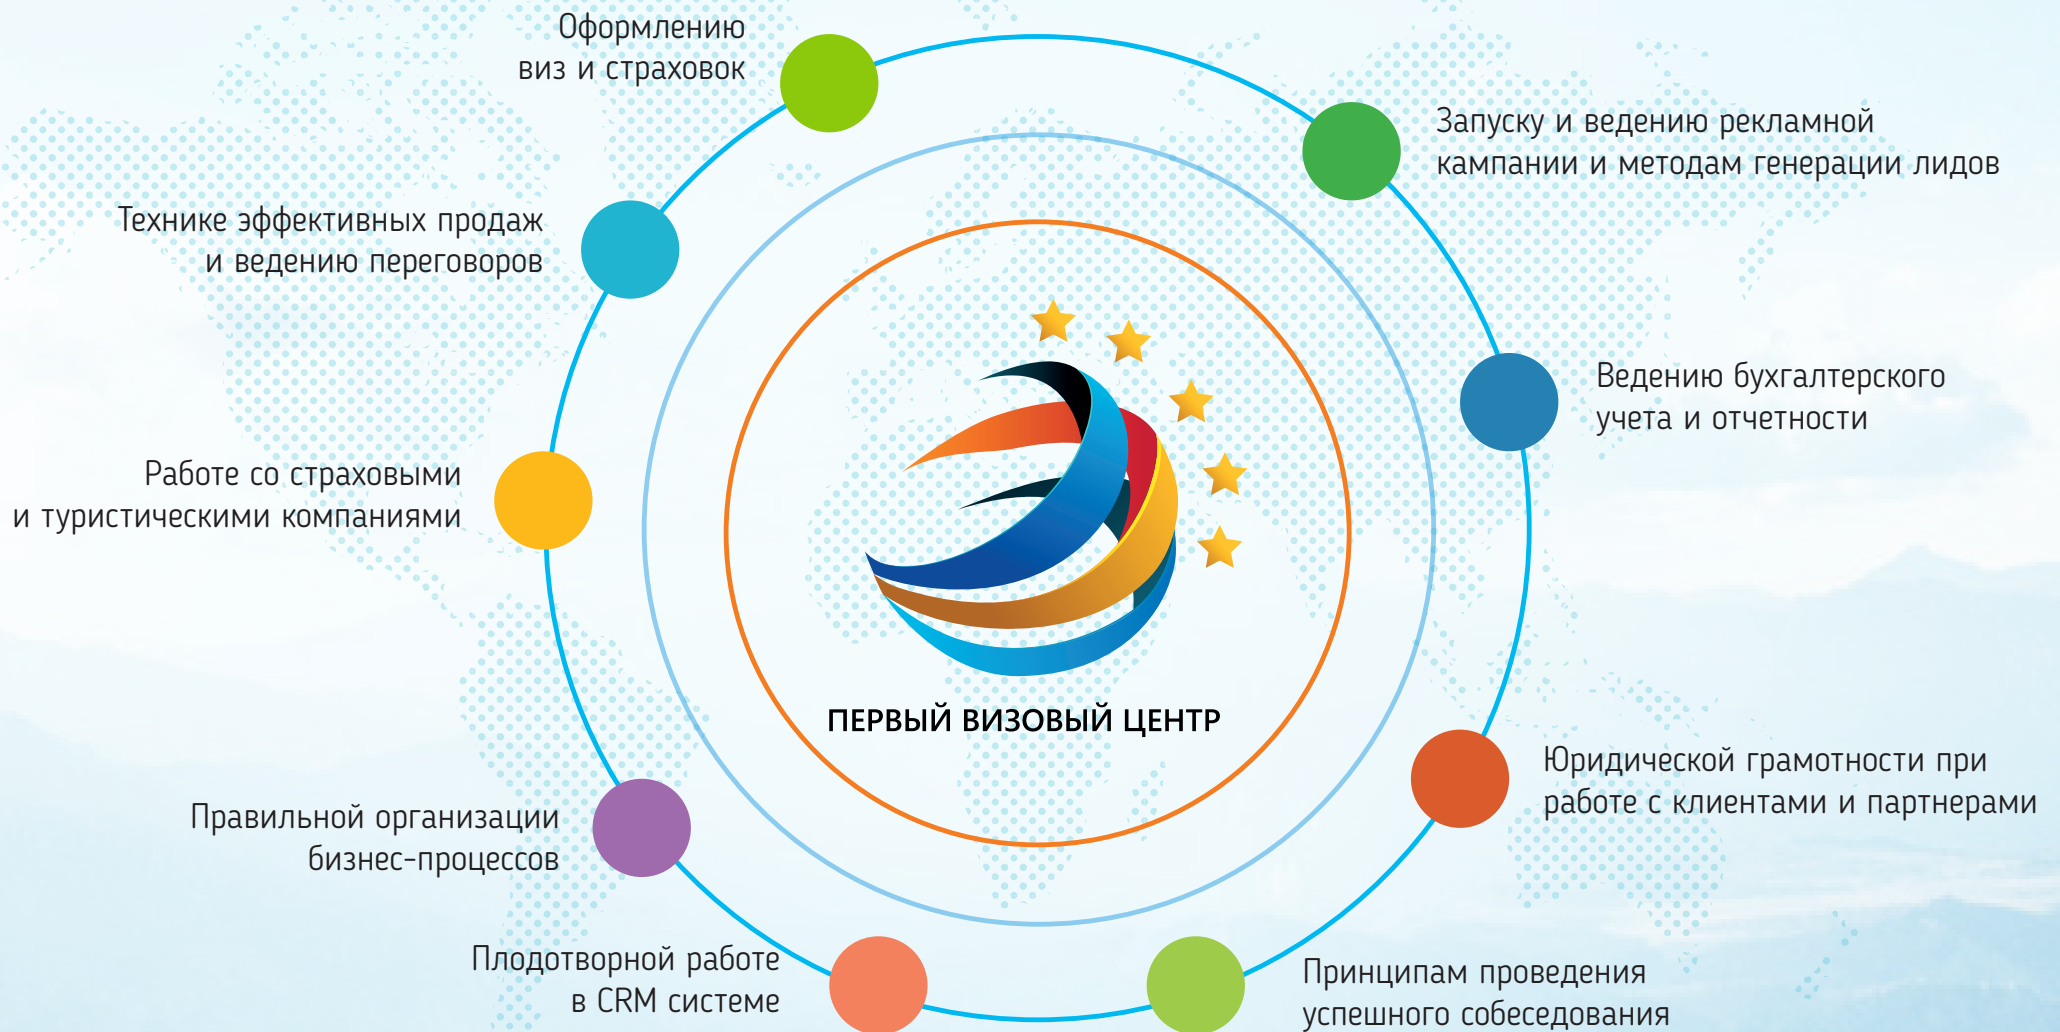 Оформлению
виз и страховок
Запуску и ведению рекламной
кампании и методам генерации лидов
Технике эффективных продаж
и ведению переговоров
Ведению бухгалтерского
учета и отчетности
Работе со страховыми
и туристическими компаниями
ПЕРВЫЙ ВИЗОВЫЙ ЦЕНТР
Юридической грамотности при
работе с клиентами и партнерами
Правильной организации
бизнес-процессов
Плодотворной работе
в CRM системе
Принципам проведения
успешного собеседования